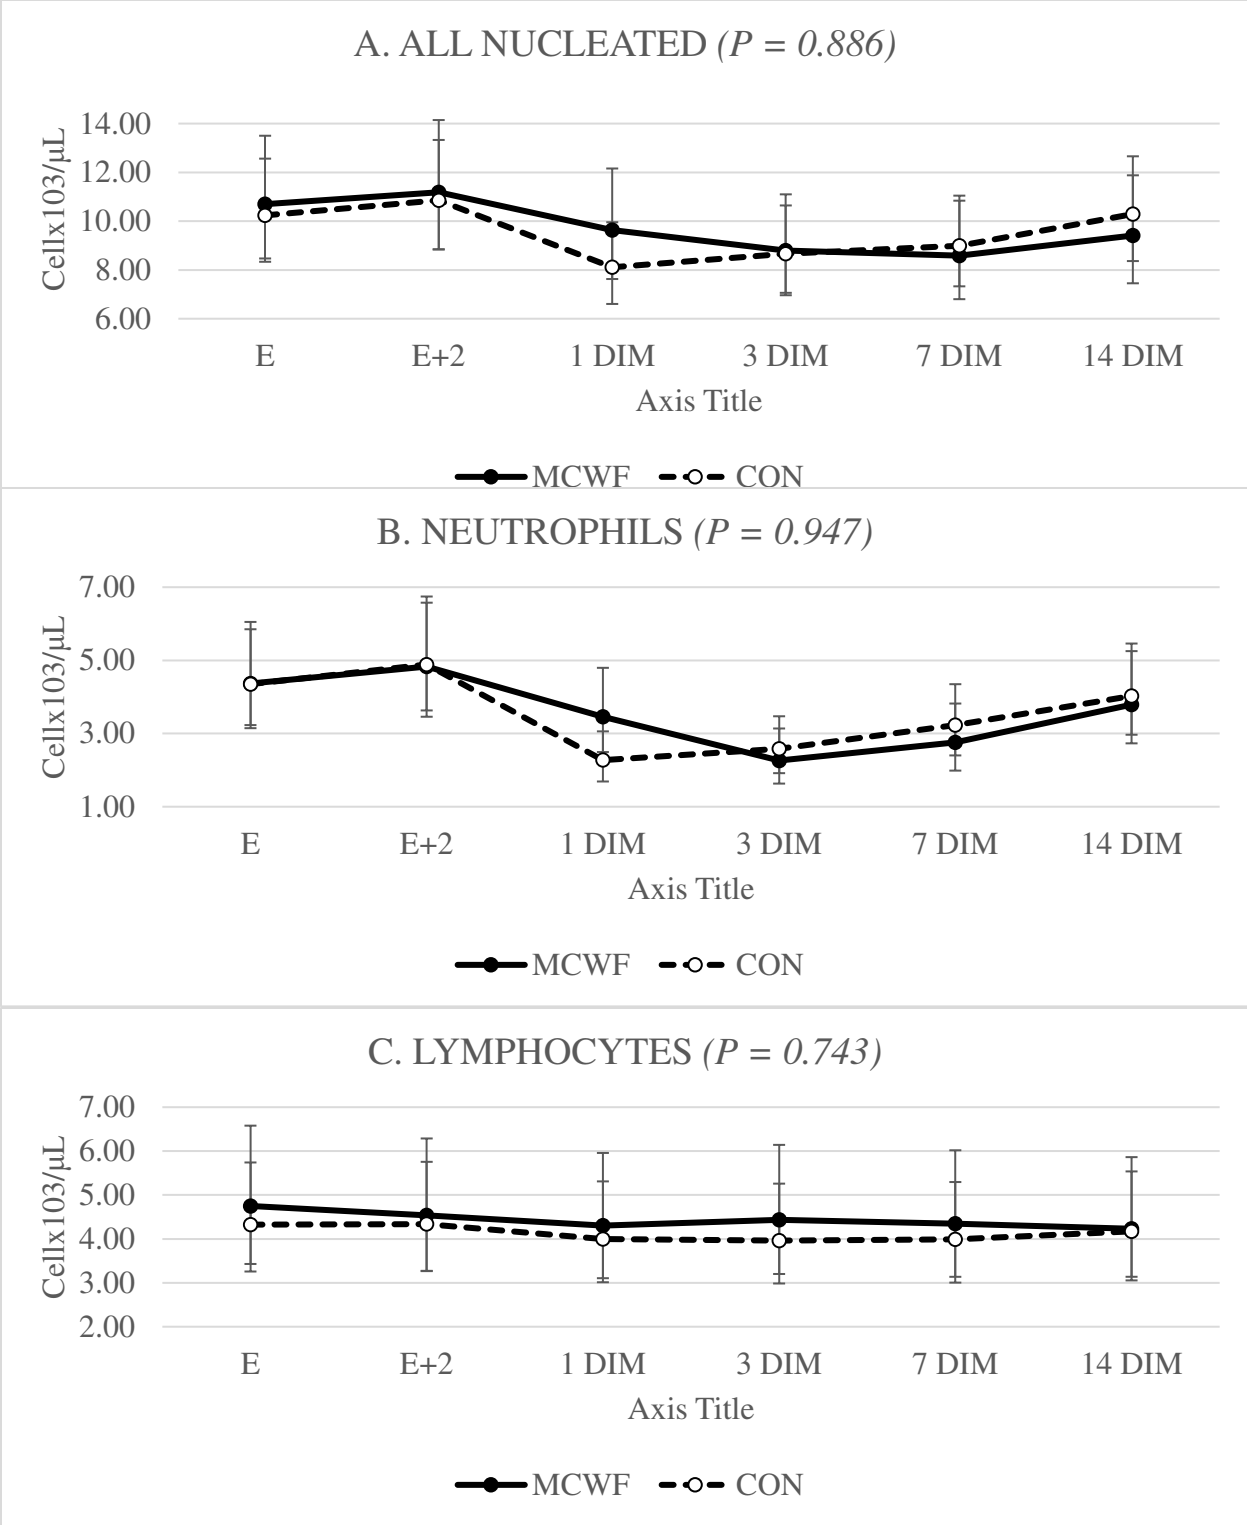 A. ALL NUCLEATED (P = 0.886)
Cellx103/µL
14.00
12.00
10.00
8.00
6.00
E E+2 1 DIM 3 DIM 7 DIM 14 DIM
Axis Title
MCWF CON
B. NEUTROPHILS (P = 0.947)
Cellx103/µL
7.00
5.00
3.00
1.00
E E+2 1 DIM 3 DIM 7 DIM 14 DIM
Axis Title
MCWF CON
C. LYMPHOCYTES (P = 0.743)
Cellx103/µL
7.00
6.00
5.00
4.00
3.00
2.00
E E+2 1 DIM 3 DIM 7 DIM 14 DIM
Axis Title
MCWF CON